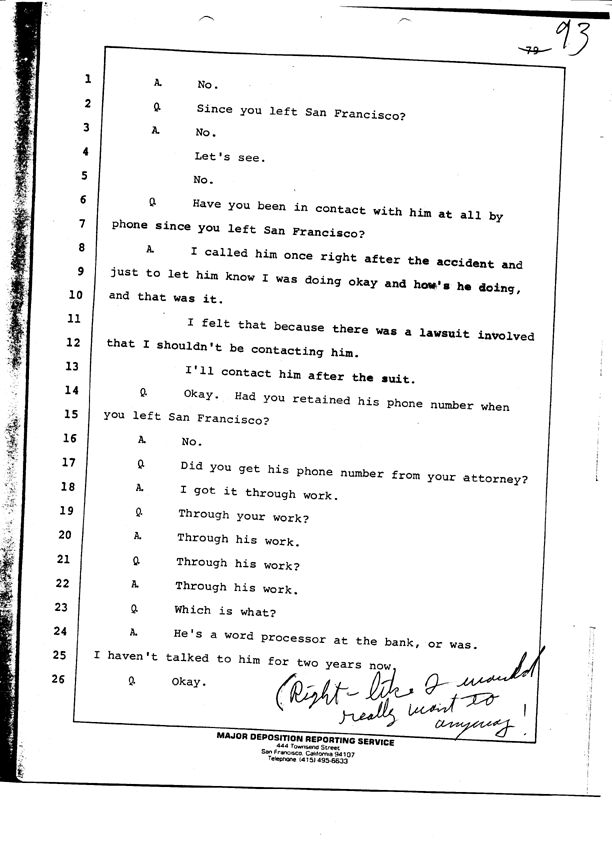 79 93
1 A. No.
2 Q. Since you left San Francisco?
3 A. No.
4 Let's see.
5 No.
6 Q Have you been in contact with him at all by
7 phone since you left San Francisco?
8 A. I called him once right after the accident and
9 just to let him know I was doing okay and how's he doing,
10 and that was it.
11 I felt that because there was a lawsuit involved
12 that I shouldn't be contacting him.
13 I'll contact him after the suit.
14 Q. Okay. Had you retained his phone number when
15 you left San Francisco?
16 A. No.
17 Q. Did you get his phone number from your attorney?
18 A. I got it through work.
19 Q. Through your work?
20 A. Through his work.
21 Q. Through his work?
22 A. Through his work.
23 Q. Which is what?
24 A. He's a word processor at the bank, or was.
25 I haven't talked to him for two years now.
26 Q. Okay.
(Right - like I would
really want to
anyway!
MAJOR DEPOSITION REPORTING SERVICE
444 Townsend Street
San Francisco, California 94107
Telephone (415) 495-6633